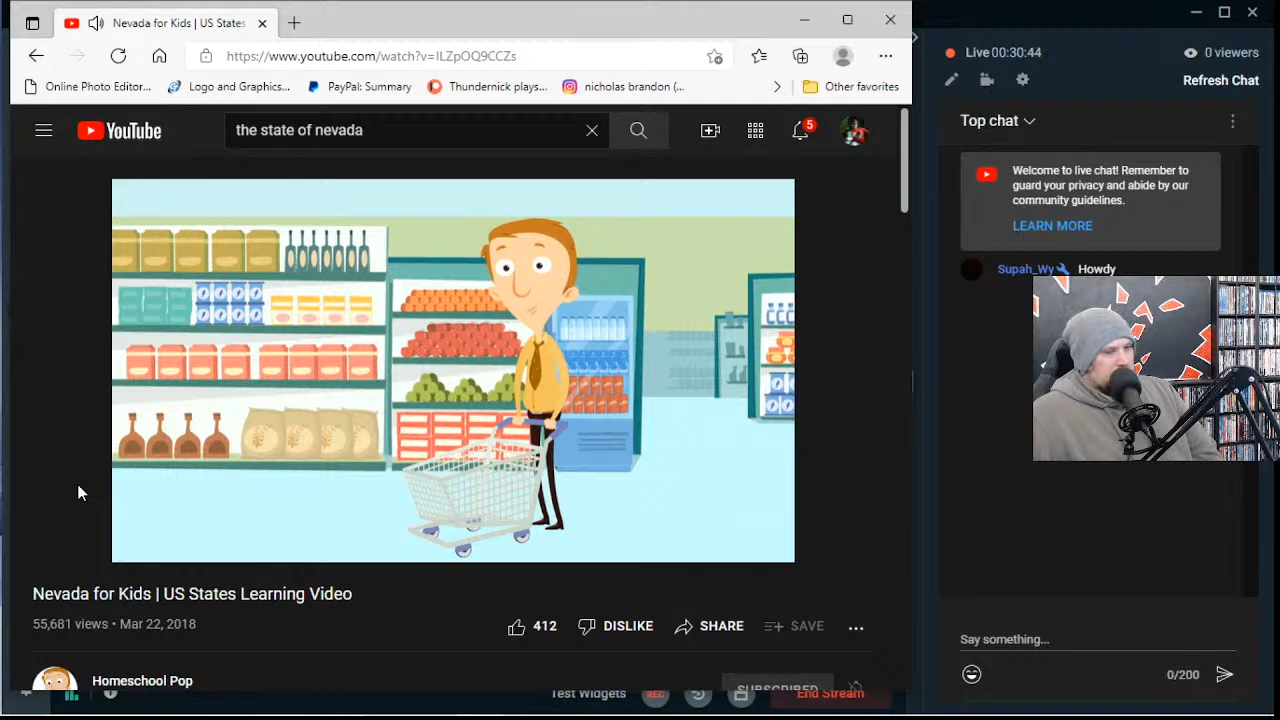 Nevada for Kids | US States
https://www.youtube.com/watch?v=ILZpOQ9CCZs
Online Photo Editor...
Logo and Graphics...
PayPal: Summary
Thundernick plays...
nicholas brandon (...
Other favorites
YouTube
the state of nevada
5
Nevada for Kids | US States Learning Video
55,681 views • Mar 22, 2018
412
DISLIKE
SHARE
SAVE
Homeschool Pop
SUBSCRIBED
Test Widgets
REC
End Stream
Live 00:30:44
0 viewers
Refresh Chat
Top chat
Welcome to live chat! Remember to
guard your privacy and abide by our
community guidelines.
LEARN MORE
Supah_Wy Howdy
Say something...
0/200